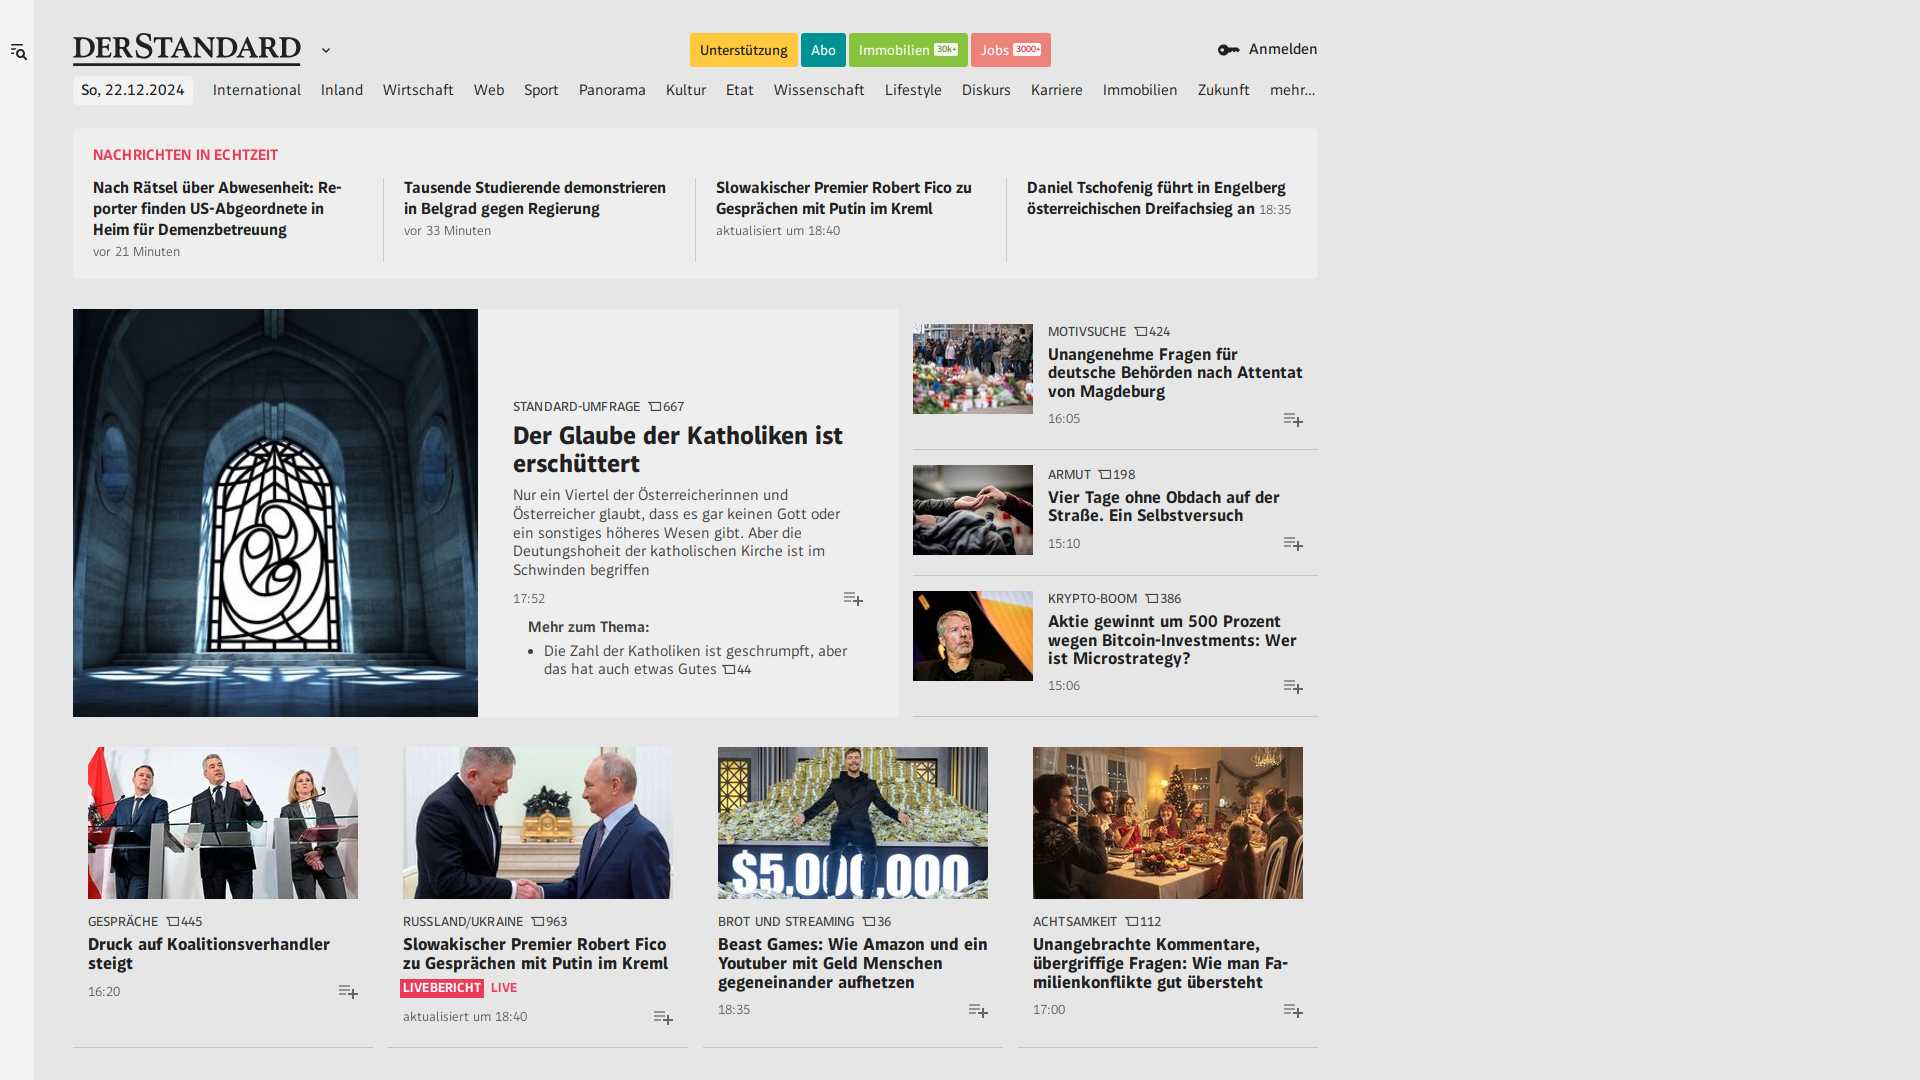 DERSTANDARD
Unterstützung
Abo
Immobilien 30k+
Jobs 3000+
Anmelden
So, 22.12.2024
International
Inland
Wirtschaft
Web
Sport
Panorama
Kultur
Etat
Wissenschaft
Lifestyle
Diskurs
Karriere
Immobilien
Zukunft
mehr…
NACHRICHTEN IN ECHTZEIT
Nach Rätsel über Abwesenheit: Re-
porter finden US-Abgeordnete in
Heim für Demenzbetreuung
vor 21 Minuten
Tausende Studierende demonstrieren
in Belgrad gegen Regierung
vor 33 Minuten
Slowakischer Premier Robert Fico zu
Gesprächen mit Putin im Kreml
aktualisiert um 18:40
Daniel Tschofenig führt in Engelberg
österreichischen Dreifachsieg an 18:35
STANDARD-UMFRAGE 667
Der Glaube der Katholiken ist
erschüttert
Nur ein Viertel der Österreicherinnen und
Österreicher glaubt, dass es gar keinen Gott oder
ein sonstiges höheres Wesen gibt. Aber die
Deutungshoheit der katholischen Kirche ist im
Schwinden begriffen
17:52
Mehr zum Thema:
• Die Zahl der Katholiken ist geschrumpft, aber
das hat auch etwas Gutes 44
MOTIVSUCHE 424
Unangenehme Fragen für
deutsche Behörden nach Attentat
von Magdeburg
16:05
ARMUT 198
Vier Tage ohne Obdach auf der
Straße. Ein Selbstversuch
15:10
KRYPTO-BOOM 386
Aktie gewinnt um 500 Prozent
wegen Bitcoin-Investments: Wer
ist Microstrategy?
15:06
GESPRÄCHE 445
Druck auf Koalitionsverhandler
steigt
16:20
RUSSLAND/UKRAINE 963
Slowakischer Premier Robert Fico
zu Gesprächen mit Putin im Kreml
LIVEBERICHT LIVE
aktualisiert um 18:40
$5,000,000
BROT UND STREAMING 36
Beast Games: Wie Amazon und ein
Youtuber mit Geld Menschen
gegeneinander aufhetzen
18:35
ACHTSAMKEIT 112
Unangebrachte Kommentare,
übergriffige Fragen: Wie man Fa-
milienkonflikte gut übersteht
17:00